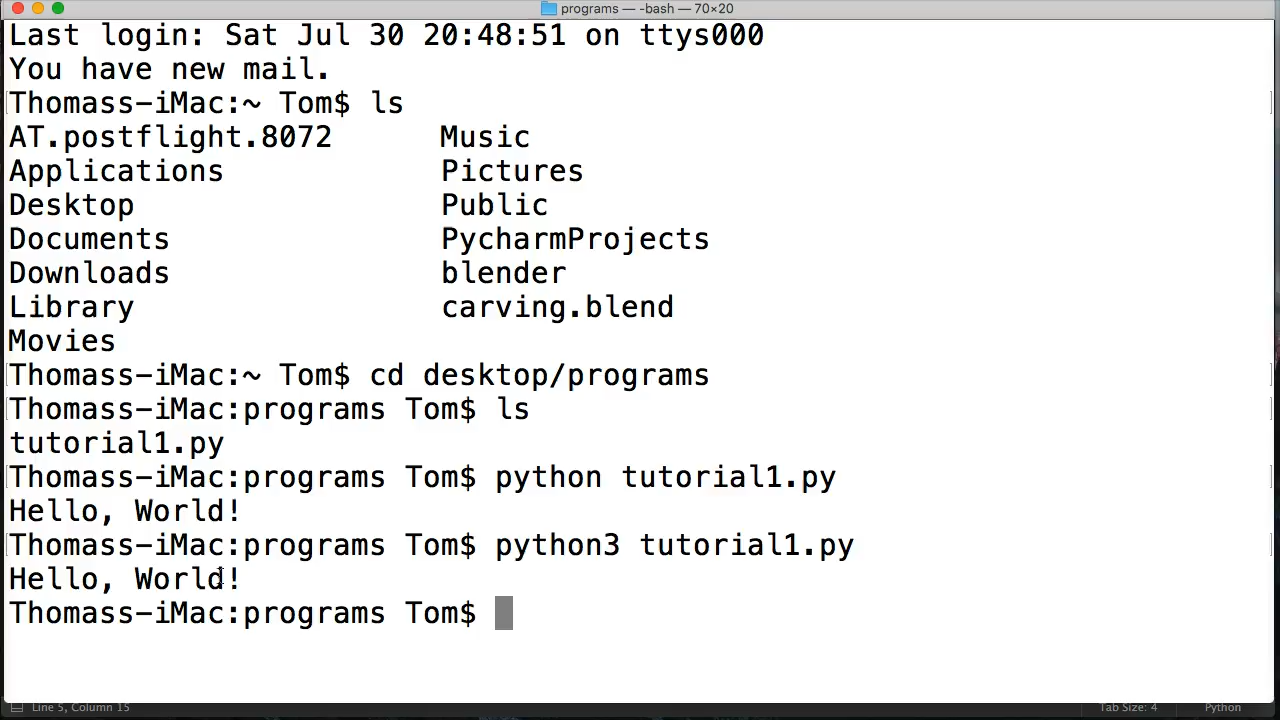 programs — -bash — 70×20
Last login: Sat Jul 30 20:48:51 on ttys000
You have new mail.
Thomass-iMac:~ Tom$ ls
AT.postflight.8072 Music
Applications Pictures
Desktop Public
Documents PycharmProjects
Downloads blender
Library carving.blend
Movies
Thomass-iMac:~ Tom$ cd desktop/programs
Thomass-iMac:programs Tom$ ls
tutorial1.py
Thomass-iMac:programs Tom$ python tutorial1.py
Hello, World!
Thomass-iMac:programs Tom$ python3 tutorial1.py
Hello, World!
Thomass-iMac:programs Tom$
Line 5, Column 15 Tab Size: 4 Python